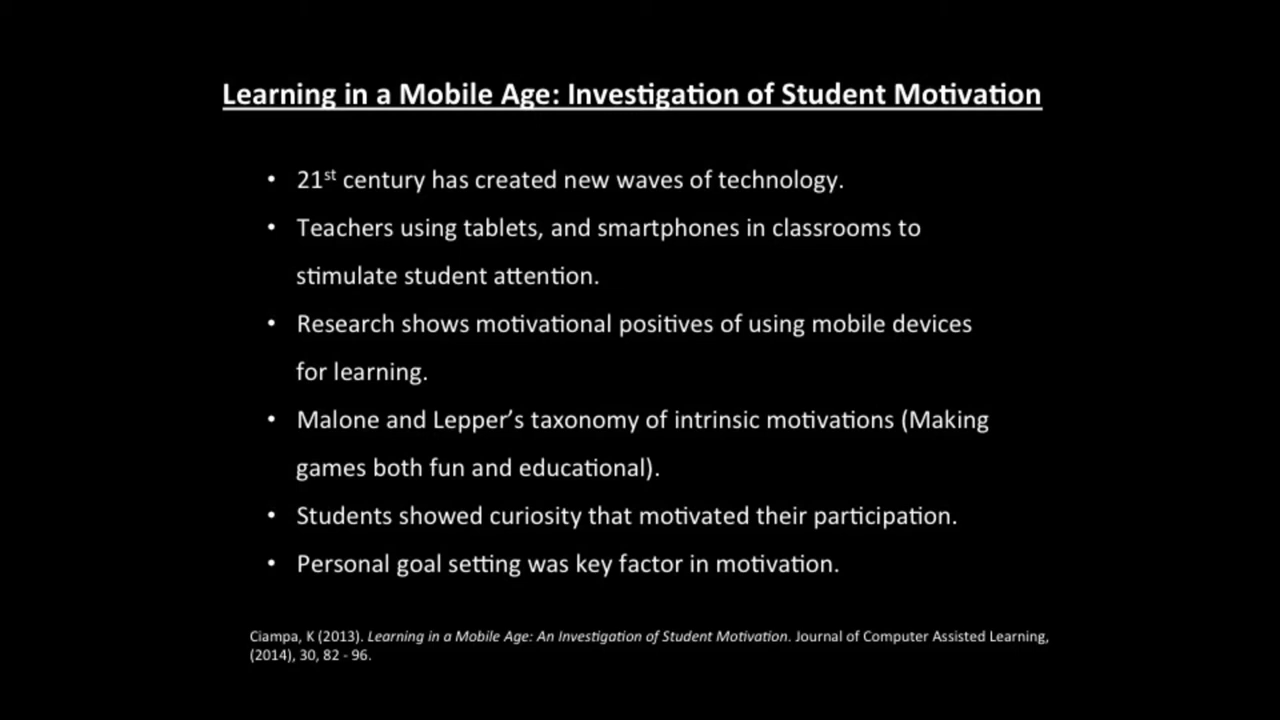 Learning in a Mobile Age: Investigation of Student Motivation
• 21st century has created new waves of technology.
• Teachers using tablets, and smartphones in classrooms to
stimulate student attention.
• Research shows motivational positives of using mobile devices
for learning.
• Malone and Lepper’s taxonomy of intrinsic motivations (Making
games both fun and educational).
• Students showed curiosity that motivated their participation.
• Personal goal setting was key factor in motivation.
Ciampa, K (2013). Learning in a Mobile Age: An Investigation of Student Motivation. Journal of Computer Assisted Learning,
(2014), 30, 82 - 96.